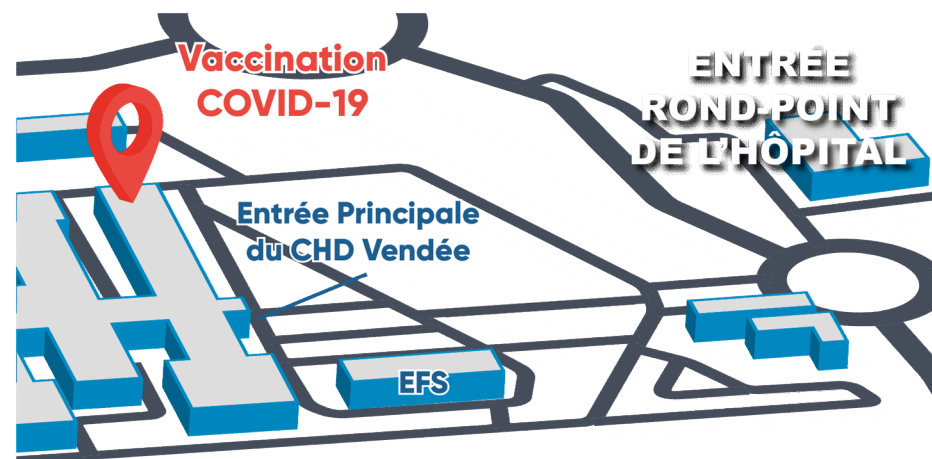 Vaccination
COVID-19
ENTRÉE
ROND-POINT
DE L'HÔPITAL
Entrée Principale
du CHD Vendée
EFS